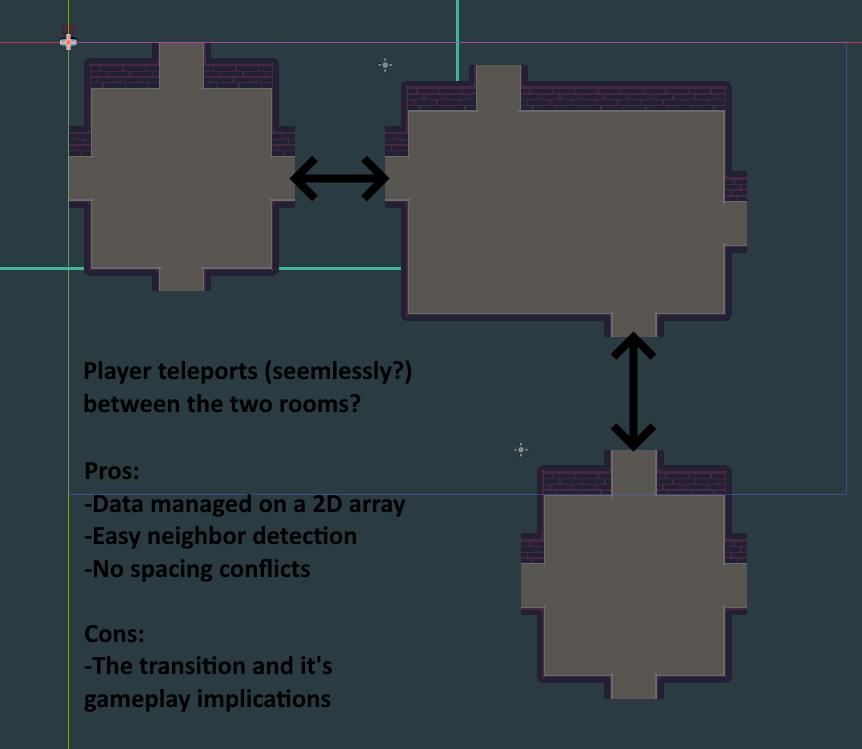 Player teleports (seemlessly?)
between the two rooms?
Pros:
-Data managed on a 2D array
-Easy neighbor detection
-No spacing conflicts
Cons:
-The transition and it's
gameplay implications